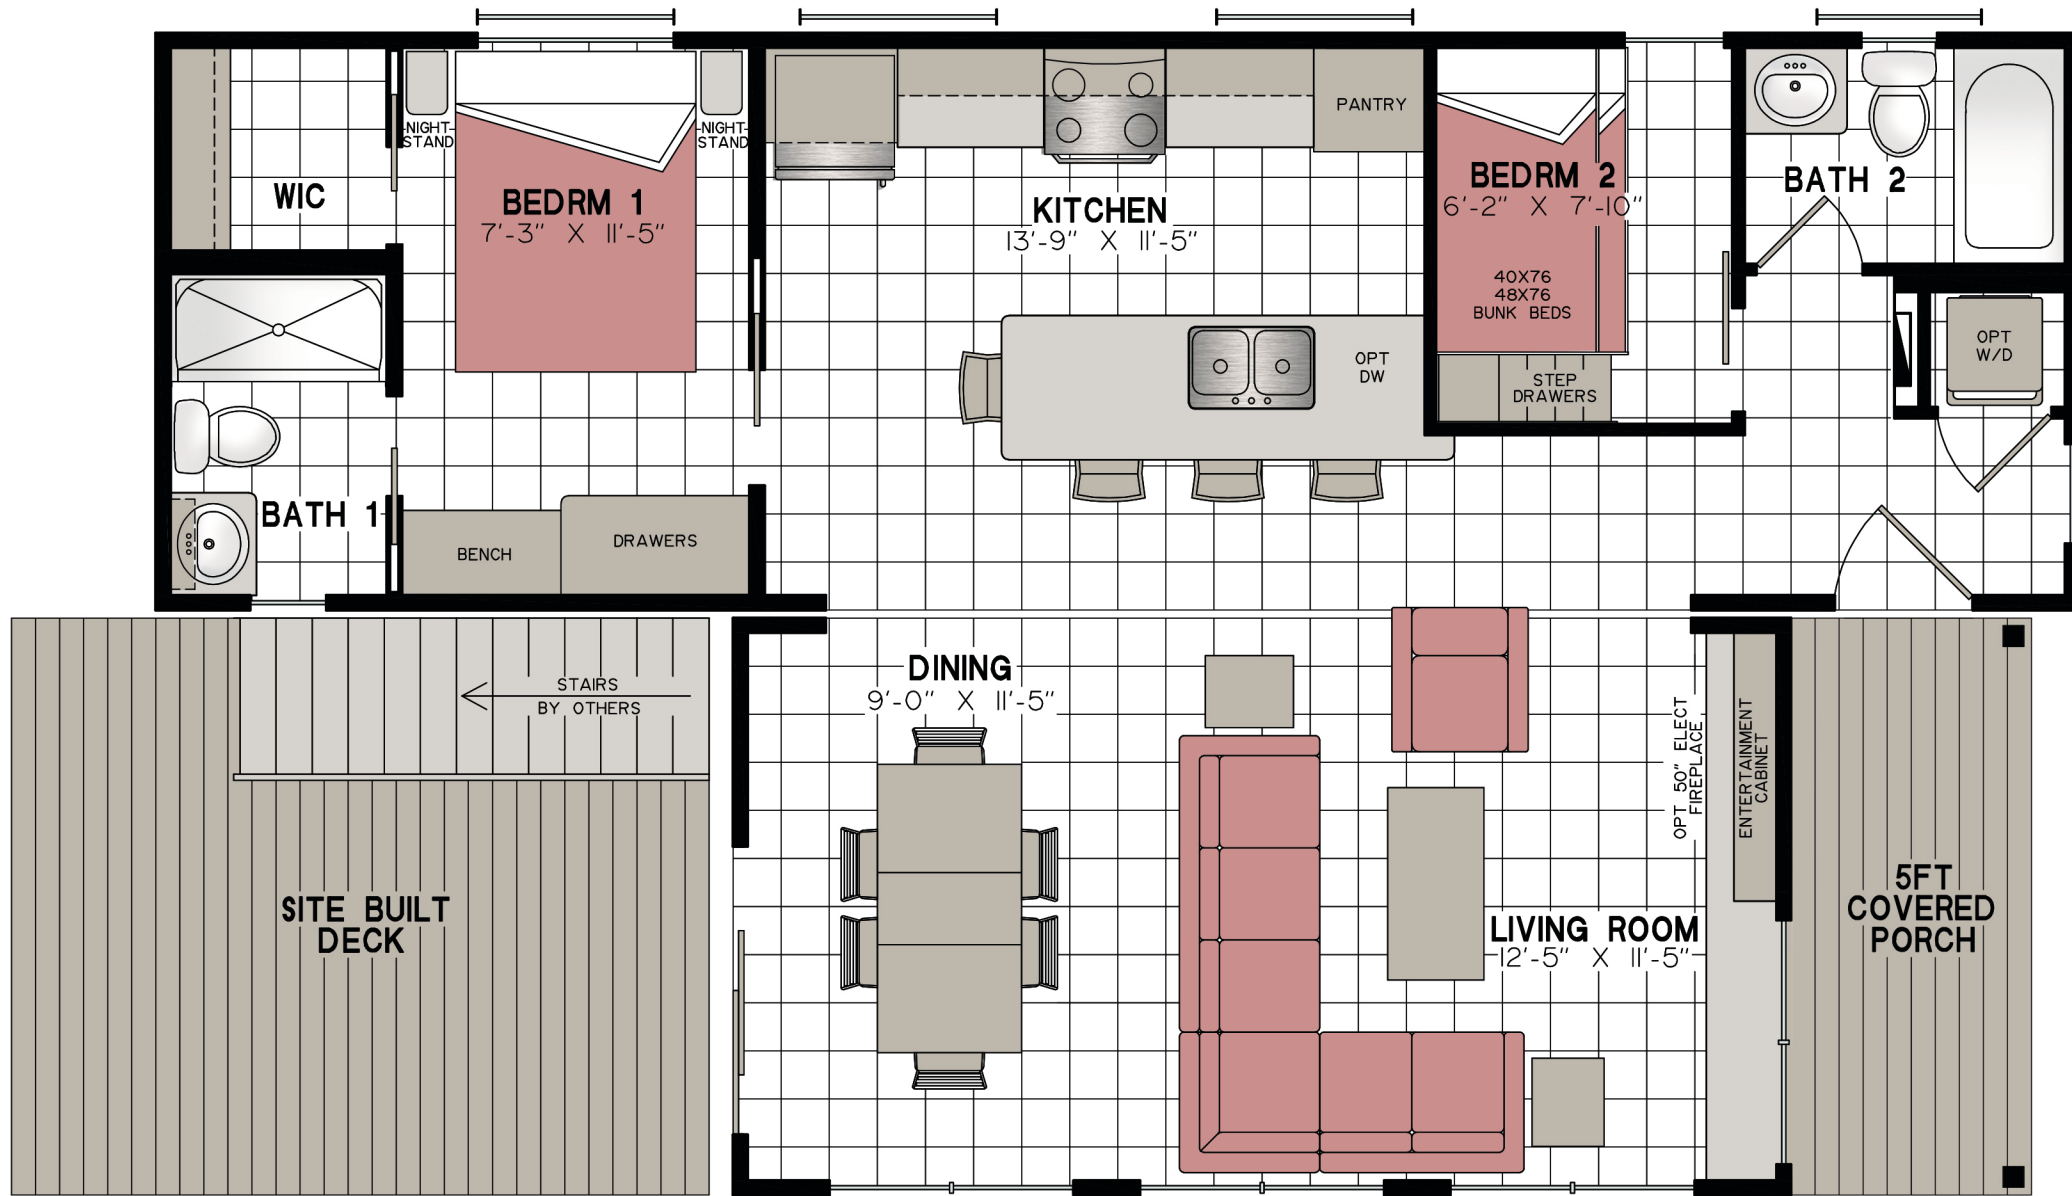 NIGHT
STAND
NIGHT
STAND
WIC
BEDRM 1
7'-3" X 11'-5"
KITCHEN
13'-9" X 11'-5"
PANTRY
BEDRM 2
6'-2" X 7'-10"
40X76
48X76
BUNK BEDS
STEP
DRAWERS
BATH 2
OPT
W/D
OPT
DW
BATH 1
BENCH
DRAWERS
STAIRS
BY OTHERS
SITE BUILT
DECK
DINING
9'-0" X 11'-5"
LIVING ROOM
12'-5" X 11'-5"
OPT 50" ELECT
FIREPLACE
ENTERTAINMENT
CABINET
5FT
COVERED
PORCH